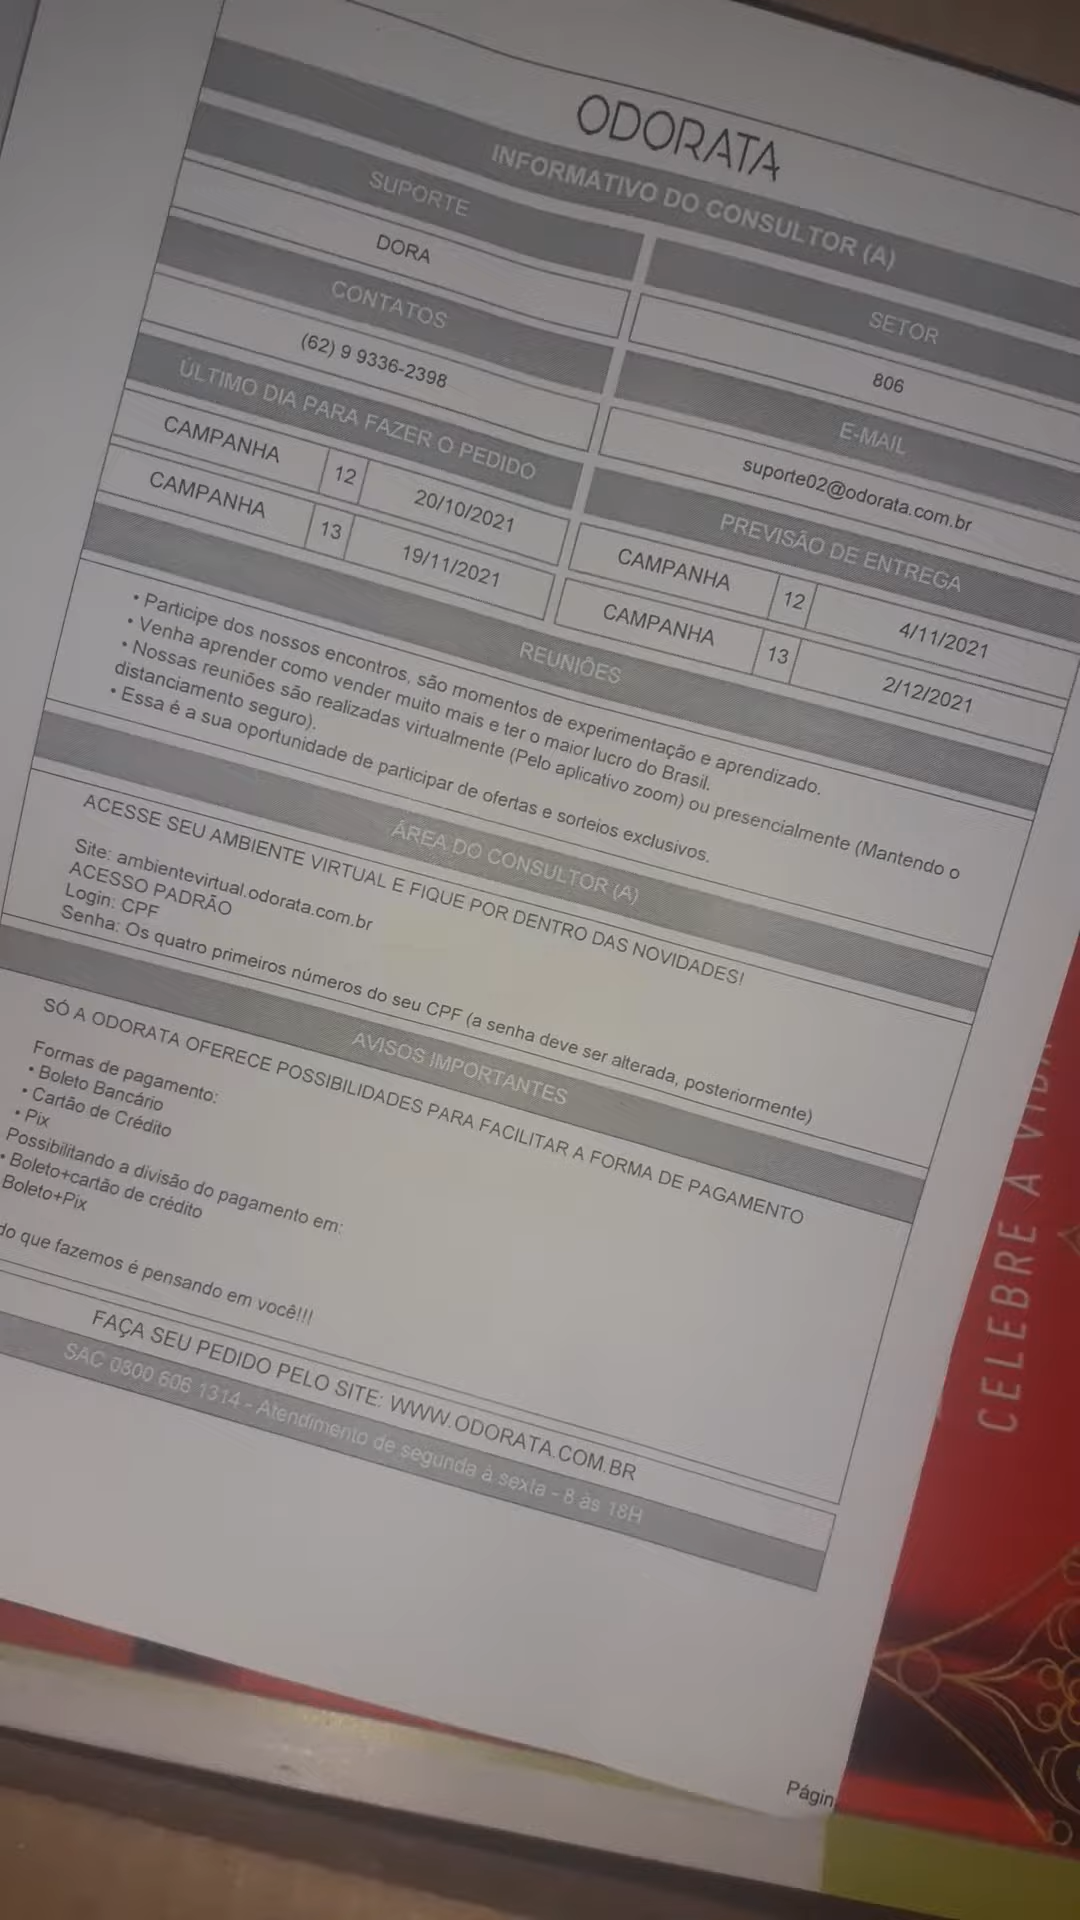 ODORATA
INFORMATIVO DO CONSULTOR (A)
SUPORTE
SETOR
DORA
806
CONTATOS
E-MAIL
(62) 9 9336-2398
suporte02@odorata.com.br
ÚLTIMO DIA PARA FAZER O PEDIDO
PREVISÃO DE ENTREGA
CAMPANHA 12 20/10/2021
CAMPANHA 12 4/11/2021
CAMPANHA 13 19/11/2021
CAMPANHA 13 2/12/2021
REUNIÕES
• Participe dos nossos encontros, são momentos de experimentação e aprendizado.
• Venha aprender como vender muito mais e ter o maior lucro do Brasil.
• Nossas reuniões são realizadas virtualmente (Pelo aplicativo zoom) ou presencialmente (Mantendo o
distanciamento seguro).
• Essa é a sua oportunidade de participar de ofertas e sorteios exclusivos.
ÁREA DO CONSULTOR (A)
ACESSE SEU AMBIENTE VIRTUAL E FIQUE POR DENTRO DAS NOVIDADES!
Site: ambientevirtual.odorata.com.br
ACESSO PADRÃO
Login: CPF
Senha: Os quatro primeiros números do seu CPF (a senha deve ser alterada, posteriormente)
AVISOS IMPORTANTES
SÓ A ODORATA OFERECE POSSIBILIDADES PARA FACILITAR A FORMA DE PAGAMENTO
Formas de pagamento:
• Boleto Bancário
• Cartão de Crédito
• Pix
Possibilitando a divisão do pagamento em:
• Boleto+cartão de crédito
Boleto+Pix
do que fazemos é pensando em você!!!
FAÇA SEU PEDIDO PELO SITE: WWW.ODORATA.COM.BR
SAC 0800 606 1314 - Atendimento de segunda à sexta - 8 às 18H
Págin
CELEBRE A VIDA